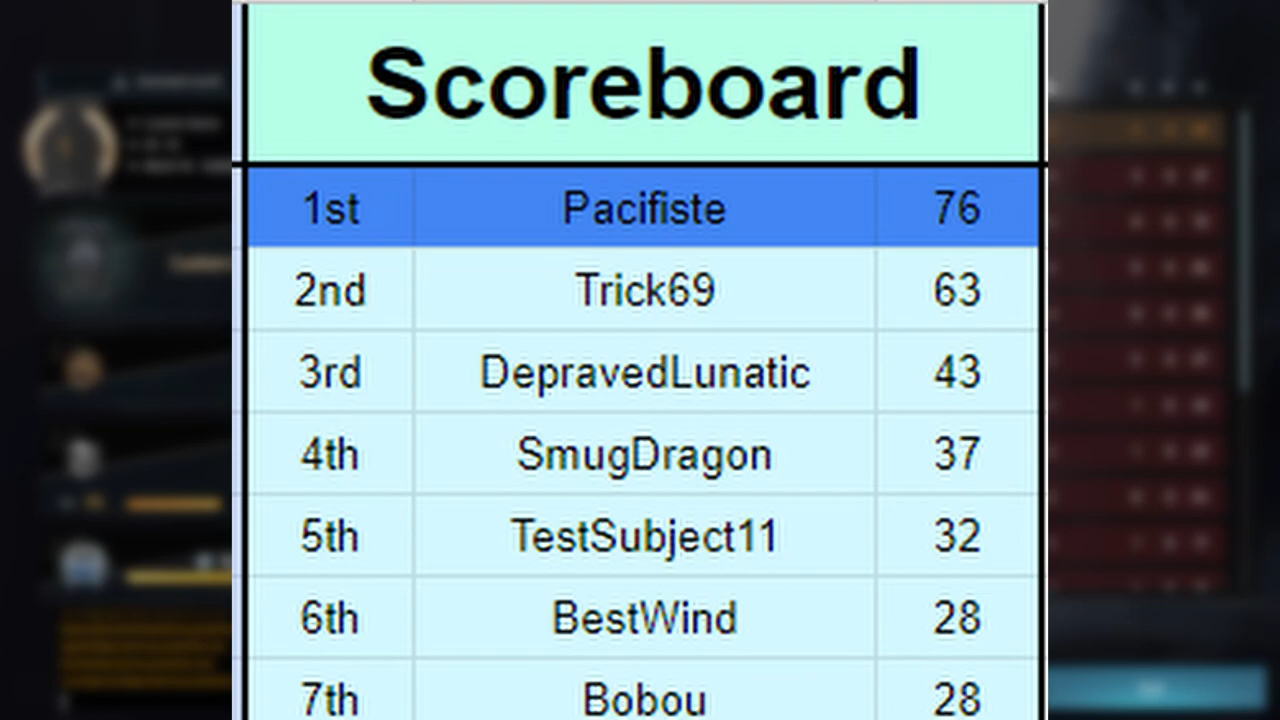 Scoreboard
1st Pacifiste 76
2nd Trick69 63
3rd DepravedLunatic 43
4th SmugDragon 37
5th TestSubject11 32
6th BestWind 28
7th Bobou 28